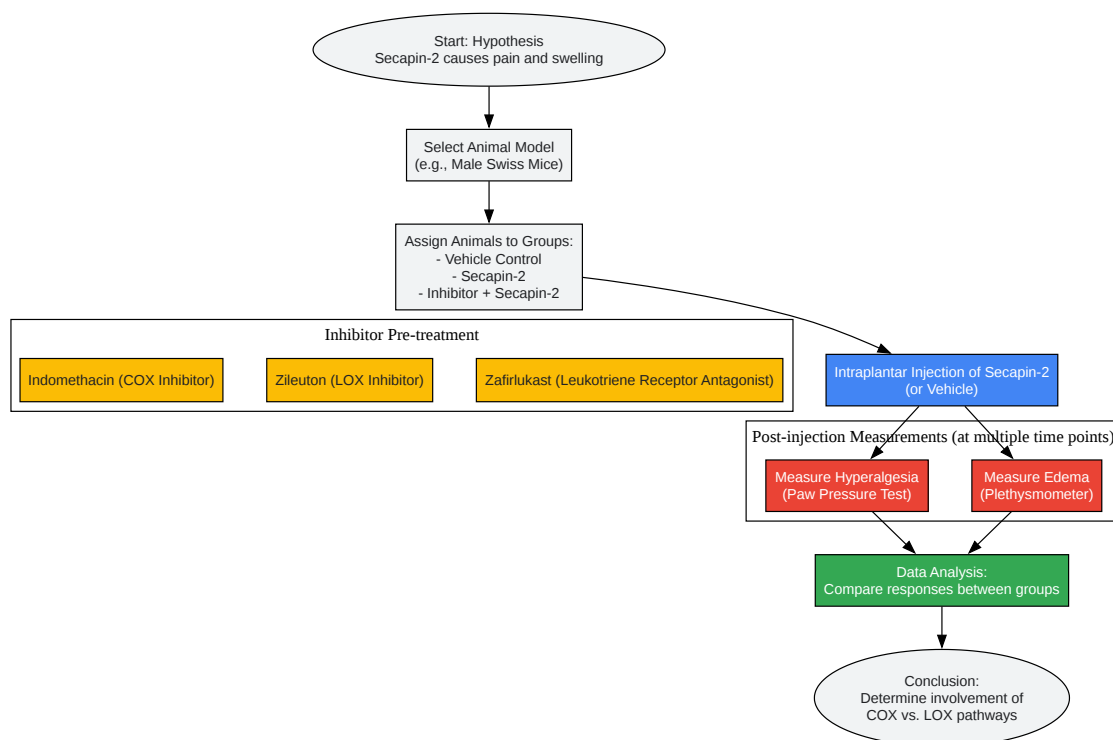 Start: Hypothesis
Secapin-2 causes pain and swelling
Select Animal Model
(e.g., Male Swiss Mice)
Assign Animals to Groups:
- Vehicle Control
- Secapin-2
- Inhibitor + Secapin-2
Inhibitor Pre-treatment
Indomethacin (COX Inhibitor)
Zileuton (LOX Inhibitor)
Zafirlukast (Leukotriene Receptor Antagonist)
Intraplantar Injection of Secapin-2
(or Vehicle)
Post-injection Measurements (at multiple time points)
Measure Hyperalgesia
(Paw Pressure Test)
Measure Edema
(Plethysmometer)
Data Analysis:
Compare responses between groups
Conclusion:
Determine involvement of
COX vs. LOX pathways